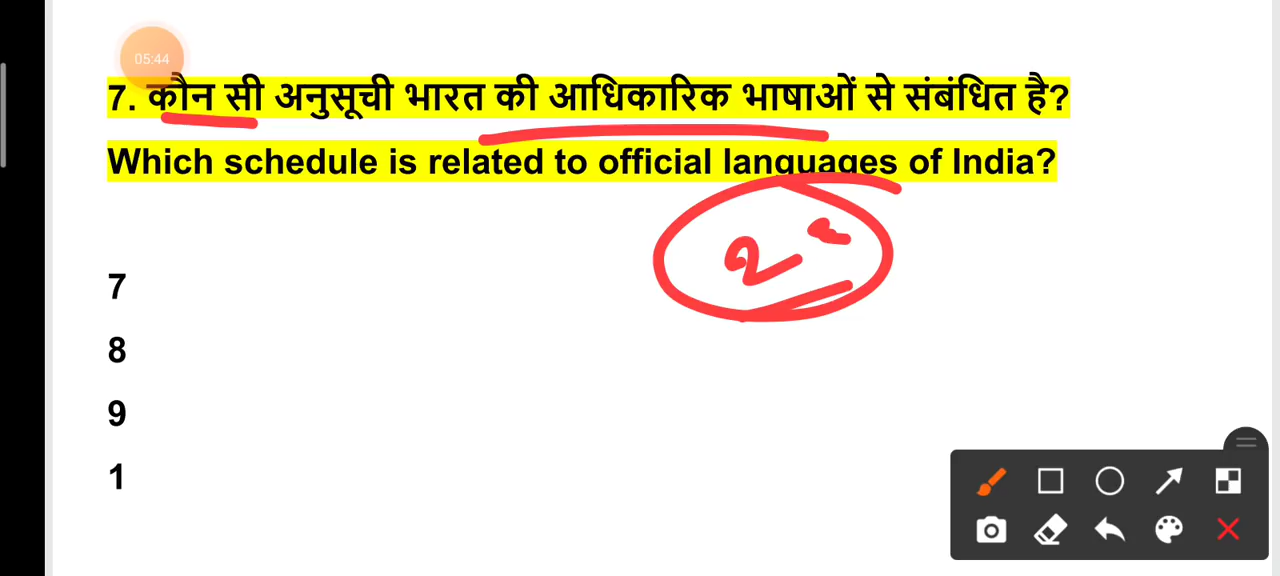 05:44
7. कौन सी अनुसूची भारत की आधिकारिक भाषाओं से संबंधित है?
Which schedule is related to official languages of India?
7
8
9
1